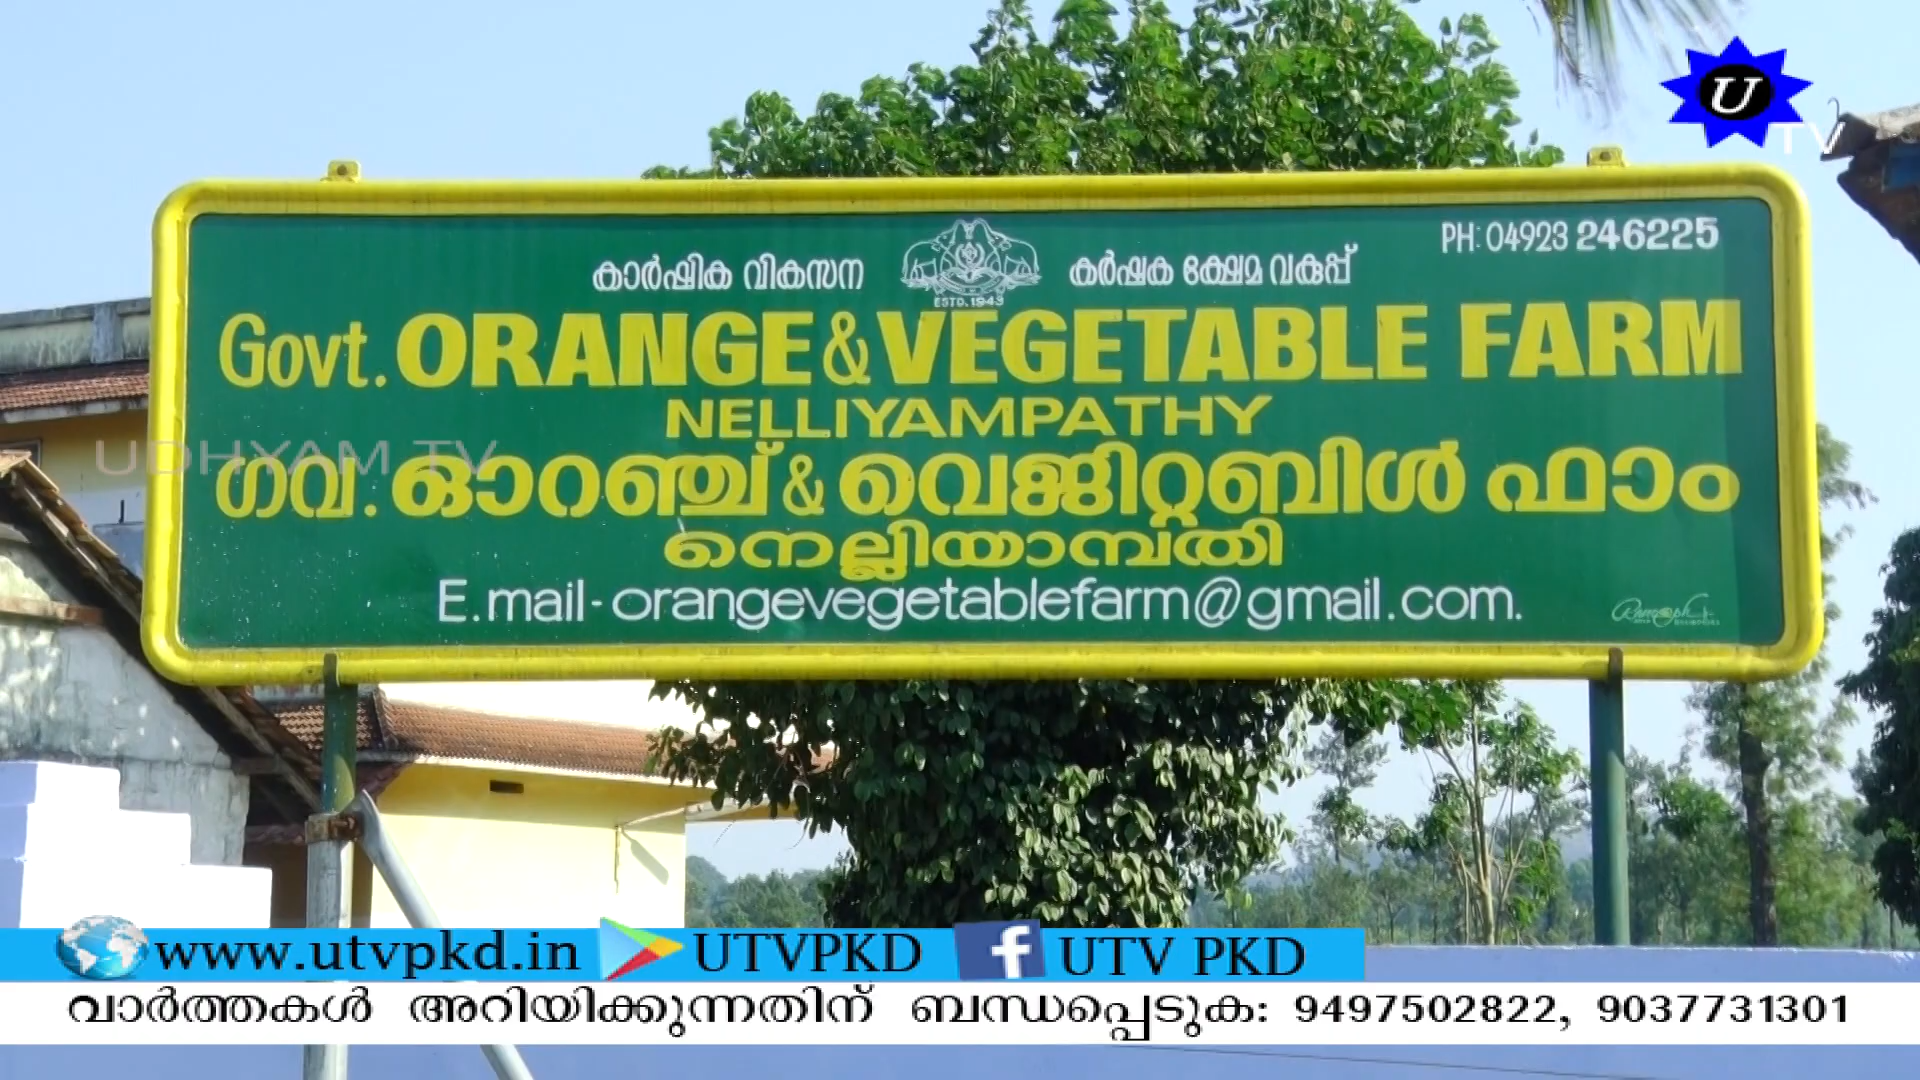 U
TV
PH: 04923 246225
കാർഷിക വികസന കർഷക ക്ഷേമ വകുപ്പ്
ESTD. 1943
Govt. ORANGE & VEGETABLE FARM
NELLIYAMPATHY
UDHYAM TV
ഗവ. ഓറഞ്ച് & വെജിറ്റബിൾ ഫാം
നെല്ലിയാമ്പതി
E.mail - orangevegetablefarm@gmail.com.
www.utvpkd.in UTVPKD f UTV PKD
വാർത്തകൾ അറിയിക്കുന്നതിന് ബന്ധപ്പെടുക: 9497502822, 9037731301